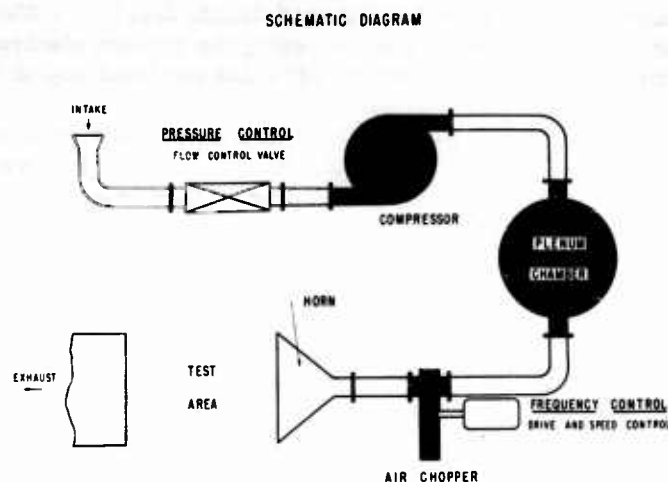 SCHEMATIC DIAGRAM
INTAKE
PRESSURE CONTROL
FLOW CONTROL VALVE
COMPRESSOR
PLENUM
CHAMBER
HORN
TEST
AREA
EXHAUST
FREQUENCY CONTROL
DRIVE AND SPEED CONTROL
AIR CHOPPER